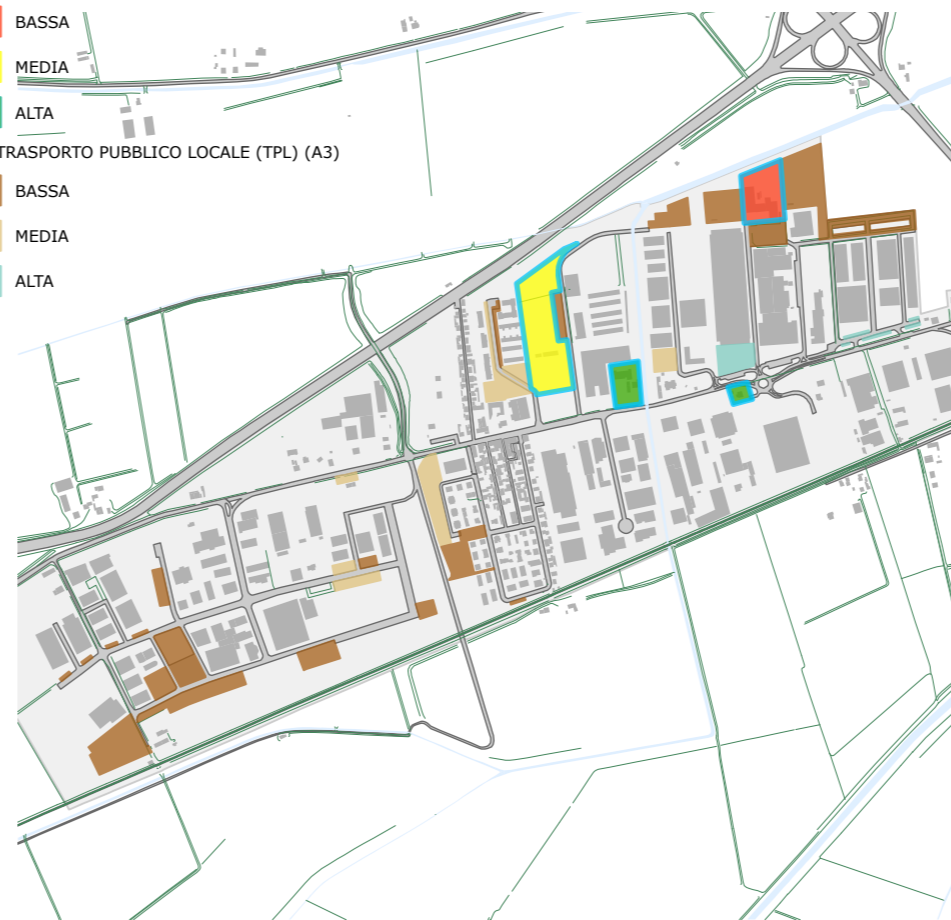 BASSA
MEDIA
ALTA
TRASPORTO PUBBLICO LOCALE (TPL) (A3)
BASSA
MEDIA
ALTA